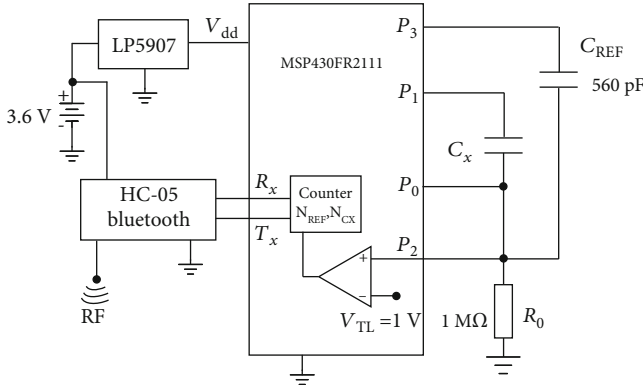 LP5907
V_dd
MSP430FR2111
P_3
C_REF
560 pF
+
3.6 V
-
P_1
C_x
HC-05
bluetooth
R_x
T_x
Counter
N_REF,N_CX
P_0
P_2
+
−
V_TL =1 V
1 MΩ
R_0
RF